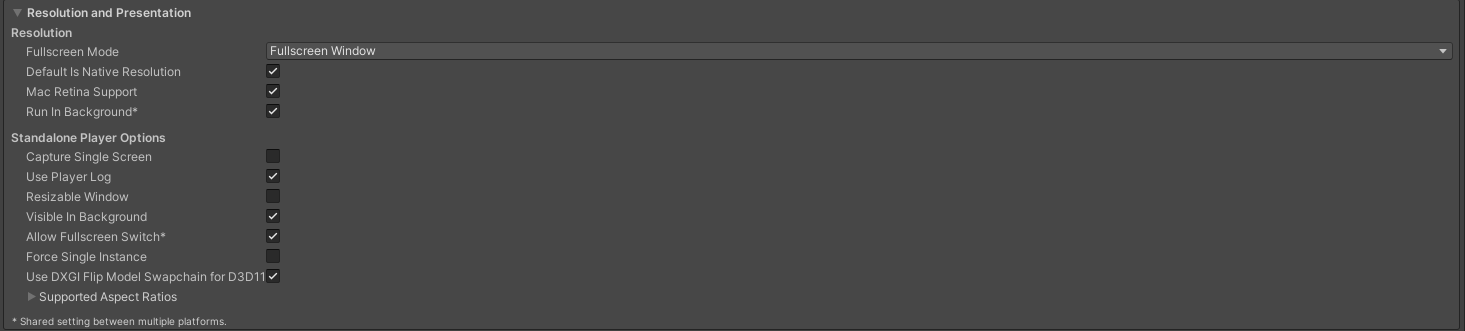 Resolution and Presentation
Resolution
Fullscreen Mode Fullscreen Window
Default Is Native Resolution
Mac Retina Support
Run In Background*
Standalone Player Options
Capture Single Screen
Use Player Log
Resizable Window
Visible In Background
Allow Fullscreen Switch*
Force Single Instance
Use DXGI Flip Model Swapchain for D3D11
Supported Aspect Ratios
* Shared setting between multiple platforms.